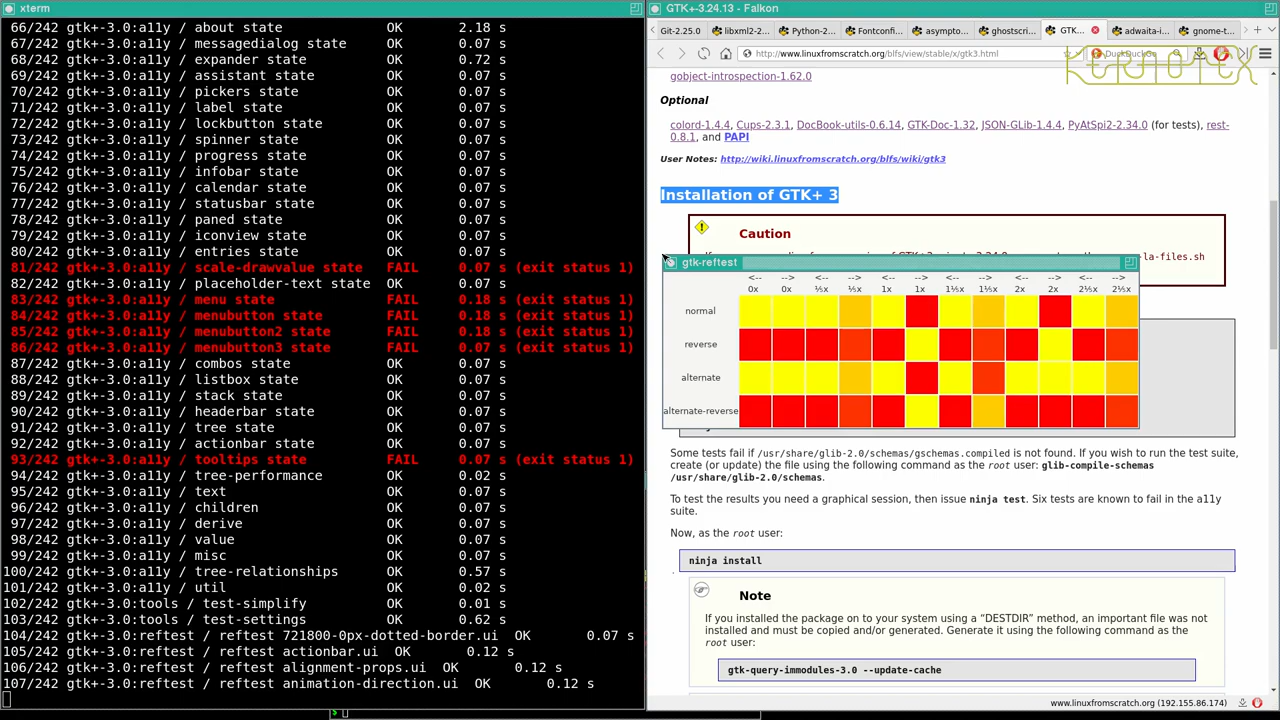 xterm
66/242 gtk+-3.0:a11y / about state OK 2.18 s
67/242 gtk+-3.0:a11y / messagedialog state OK 0.07 s
68/242 gtk+-3.0:a11y / expander state OK 0.72 s
69/242 gtk+-3.0:a11y / assistant state OK 0.07 s
70/242 gtk+-3.0:a11y / pickers state OK 0.07 s
71/242 gtk+-3.0:a11y / label state OK 0.07 s
72/242 gtk+-3.0:a11y / lockbutton state OK 0.07 s
73/242 gtk+-3.0:a11y / spinner state OK 0.07 s
74/242 gtk+-3.0:a11y / progress state OK 0.07 s
75/242 gtk+-3.0:a11y / infobar state OK 0.07 s
76/242 gtk+-3.0:a11y / calendar state OK 0.07 s
77/242 gtk+-3.0:a11y / statusbar state OK 0.07 s
78/242 gtk+-3.0:a11y / paned state OK 0.07 s
79/242 gtk+-3.0:a11y / iconview state OK 0.07 s
80/242 gtk+-3.0:a11y / entries state OK 0.07 s
81/242 gtk+-3.0:a11y / scale-drawvalue state FAIL 0.07 s (exit status 1)
82/242 gtk+-3.0:a11y / placeholder-text state OK 0.07 s
83/242 gtk+-3.0:a11y / menu state FAIL 0.18 s (exit status 1)
84/242 gtk+-3.0:a11y / menubutton state FAIL 0.18 s (exit status 1)
85/242 gtk+-3.0:a11y / menubutton2 state FAIL 0.18 s (exit status 1)
86/242 gtk+-3.0:a11y / menubutton3 state FAIL 0.07 s (exit status 1)
87/242 gtk+-3.0:a11y / combos state OK 0.07 s
88/242 gtk+-3.0:a11y / listbox state OK 0.07 s
89/242 gtk+-3.0:a11y / stack state OK 0.07 s
90/242 gtk+-3.0:a11y / headerbar state OK 0.07 s
91/242 gtk+-3.0:a11y / tree state OK 0.07 s
92/242 gtk+-3.0:a11y / actionbar state OK 0.07 s
93/242 gtk+-3.0:a11y / tooltips state FAIL 0.07 s (exit status 1)
94/242 gtk+-3.0:a11y / tree-performance OK 0.02 s
95/242 gtk+-3.0:a11y / text OK 0.07 s
96/242 gtk+-3.0:a11y / children OK 0.07 s
97/242 gtk+-3.0:a11y / derive OK 0.07 s
98/242 gtk+-3.0:a11y / value OK 0.07 s
99/242 gtk+-3.0:a11y / misc OK 0.07 s
100/242 gtk+-3.0:a11y / tree-relationships OK 0.57 s
101/242 gtk+-3.0:a11y / util OK 0.02 s
102/242 gtk+-3.0:tools / test-simplify OK 0.01 s
103/242 gtk+-3.0:tools / test-settings OK 0.62 s
104/242 gtk+-3.0:reftest / reftest 721800-0px-dotted-border.ui OK 0.07 s
105/242 gtk+-3.0:reftest / reftest actionbar.ui OK 0.12 s
106/242 gtk+-3.0:reftest / reftest alignment-props.ui OK 0.12 s
107/242 gtk+-3.0:reftest / reftest animation-direction.ui OK 0.12 s
$
GTK+-3.24.13 - Falkon
Git-2.25.0 libxml2-2... Python-2... Fontconfi... asympto... ghostscri... GTK... adwaita-i... gnome-t...
http://www.linuxfromscratch.org/blfs/view/stable/x/gtk3.html DuckDuckGo
KERNOTEX
gobject-introspection-1.62.0
Optional
colord-1.4.4, Cups-2.3.1, DocBook-utils-0.6.14, GTK-Doc-1.32, JSON-GLib-1.4.4, PyAtSpi2-2.34.0 (for tests), rest-
0.8.1, and PAPI
User Notes: http://wiki.linuxfromscratch.org/blfs/wiki/gtk3
Installation of GTK+ 3
Caution
-la-files.sh
gtk-reftest
<-- --> <-- --> <-- --> <-- --> <-- --> <-- -->
0x 0x ⅓x ⅓x 1x 1x 1⅓x 1⅓x 2x 2x 2⅓x 2⅓x
normal
reverse
alternate
alternate-reverse
Some tests fail if /usr/share/glib-2.0/schemas/gschemas.compiled is not found. If you wish to run the test suite,
create (or update) the file using the following command as the root user: glib-compile-schemas
/usr/share/glib-2.0/schemas.
To test the results you need a graphical session, then issue ninja test. Six tests are known to fail in the a11y
suite.
Now, as the root user:
ninja install
Note
If you installed the package on to your system using a “DESTDIR” method, an important file was not
installed and must be copied and/or generated. Generate it using the following command as the
root user:
gtk-query-immodules-3.0 --update-cache
www.linuxfromscratch.org (192.155.86.174)